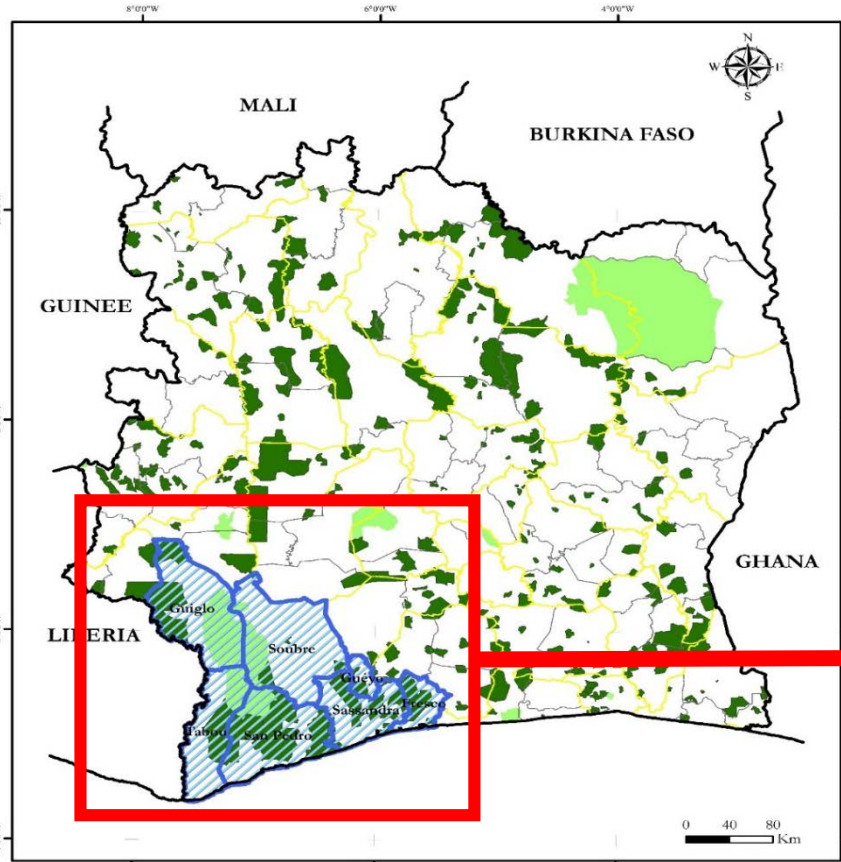 8°0'0"W 6°0'0"W 4°0'0"W
N
W E
S
MALI
BURKINA FASO
GUINEE
GHANA
LIBERIA
Guiglo
Soubre
Gueyo
Sassandra
Fresco
Tabou
San Pedro
0 40 80
Km